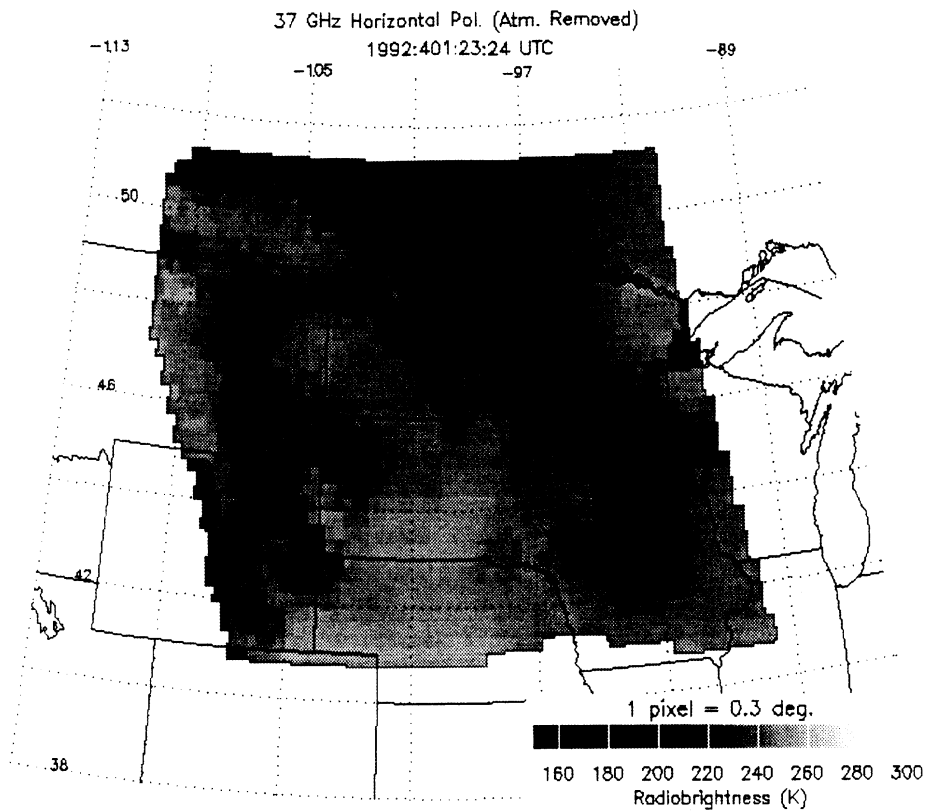 37 GHz Horizontal Pol. (Atm. Removed)
1992:401:23:24 UTC
-113
-105
-97
-89
50
46
42
38
1 pixel = 0.3 deg.
160 180 200 220 240 260 280 300
Radiobrightness (K)